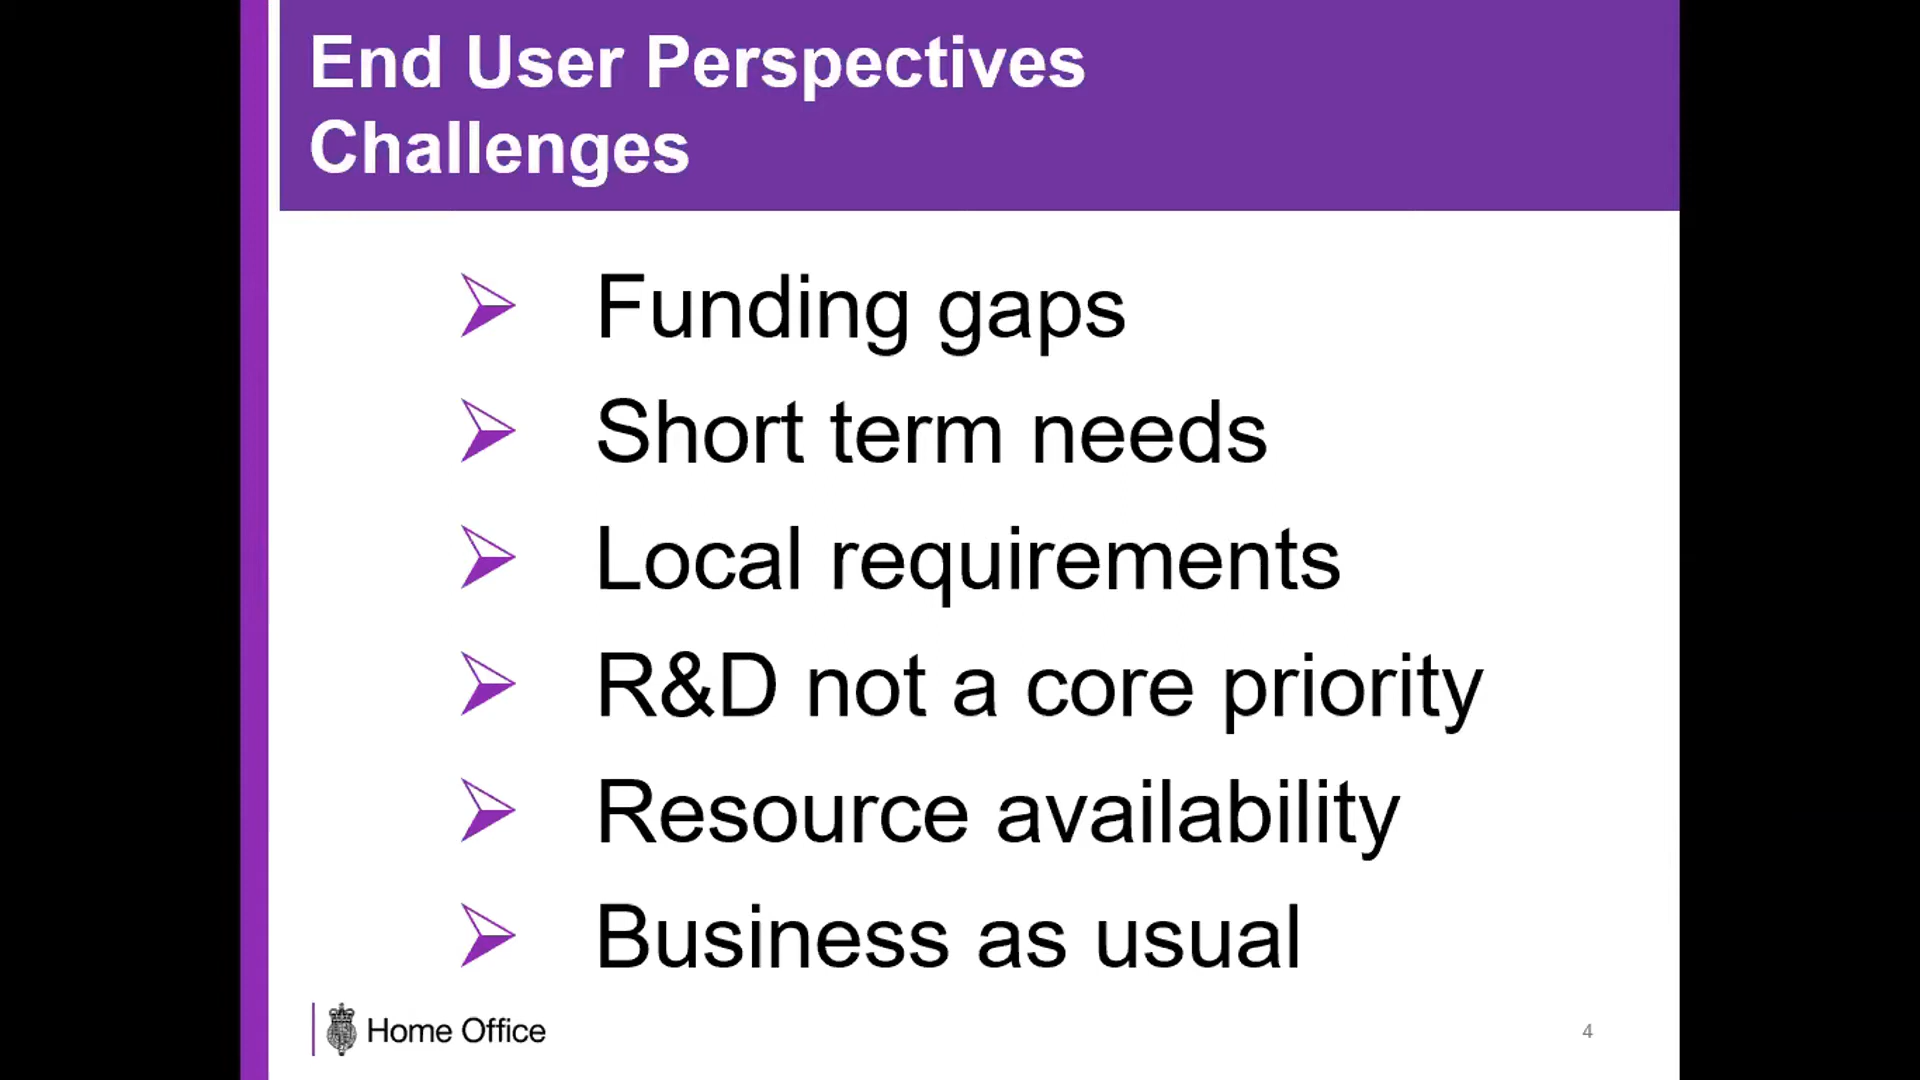 End User Perspectives
Challenges
Funding gaps
Short term needs
Local requirements
R&D not a core priority
Resource availability
Business as usual
Home Office
4